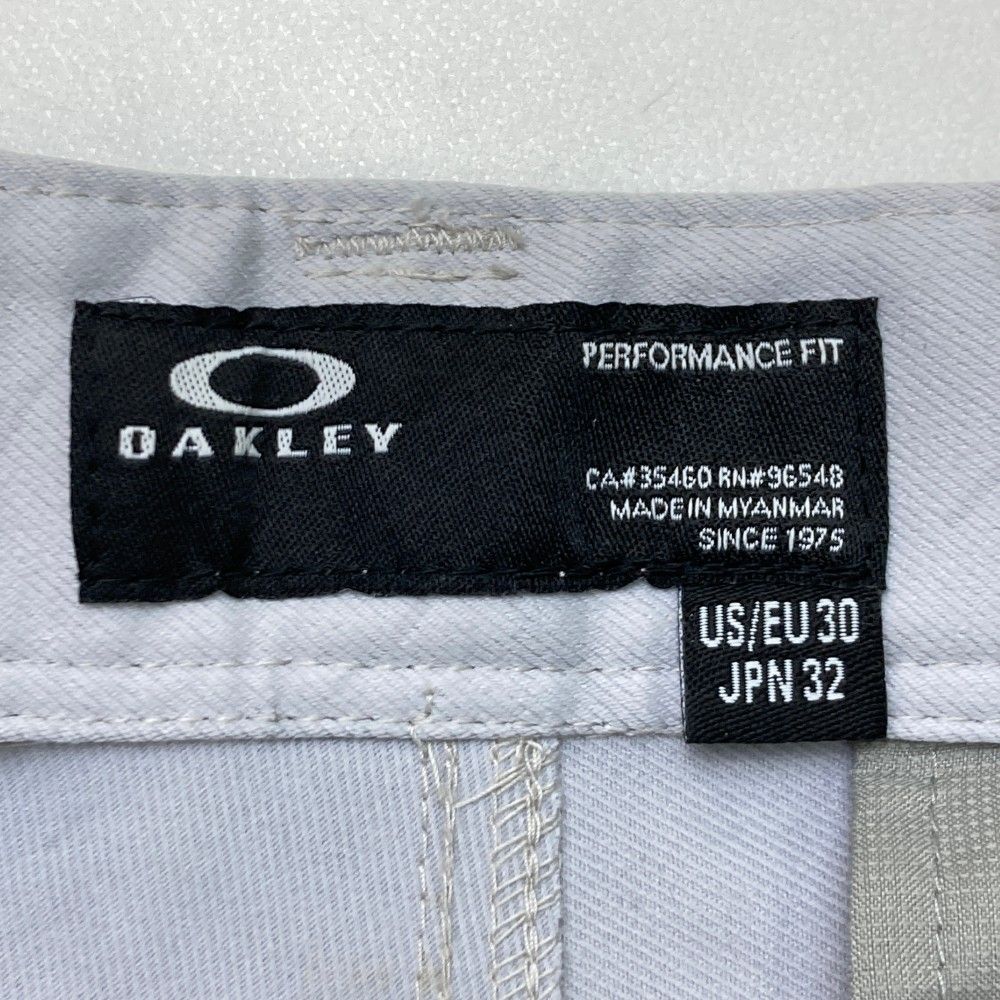 OAKLEY
PERFORMANCE FIT
CA#35460 RN#96548
MADE IN MYANMAR
SINCE 1975
US/EU 30
JPN 32